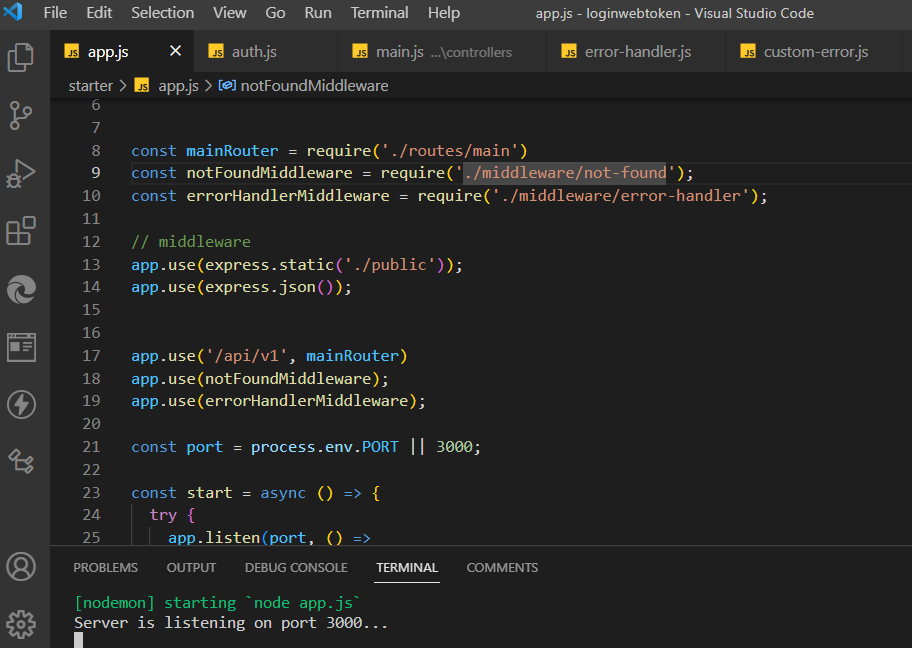 File Edit Selection View Go Run Terminal Help app.js - loginwebtoken - Visual Studio Code
JS app.js × JS auth.js JS main.js ...\controllers JS error-handler.js JS custom-error.js
starter > JS app.js > notFoundMiddleware
6
7
8 const mainRouter = require('./routes/main')
9 const notFoundMiddleware = require('./middleware/not-found');
10 const errorHandlerMiddleware = require('./middleware/error-handler');
11
12 // middleware
13 app.use(express.static('./public'));
14 app.use(express.json());
15
16
17 app.use('/api/v1', mainRouter)
18 app.use(notFoundMiddleware);
19 app.use(errorHandlerMiddleware);
20
21 const port = process.env.PORT || 3000;
22
23 const start = async () => {
24 try {
25 app.listen(port, () =>
PROBLEMS OUTPUT DEBUG CONSOLE TERMINAL COMMENTS
[nodemon] starting `node app.js`
Server is listening on port 3000...